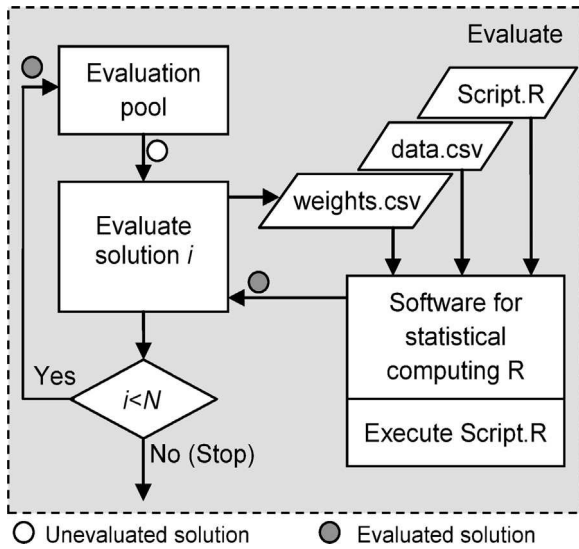 Evaluate
Evaluation
pool
Script.R
data.csv
weights.csv
Evaluate
solution i
Software for
statistical
computing R
Execute Script.R
Yes
i<N
No (Stop)
Unevaluated solution
Evaluated solution